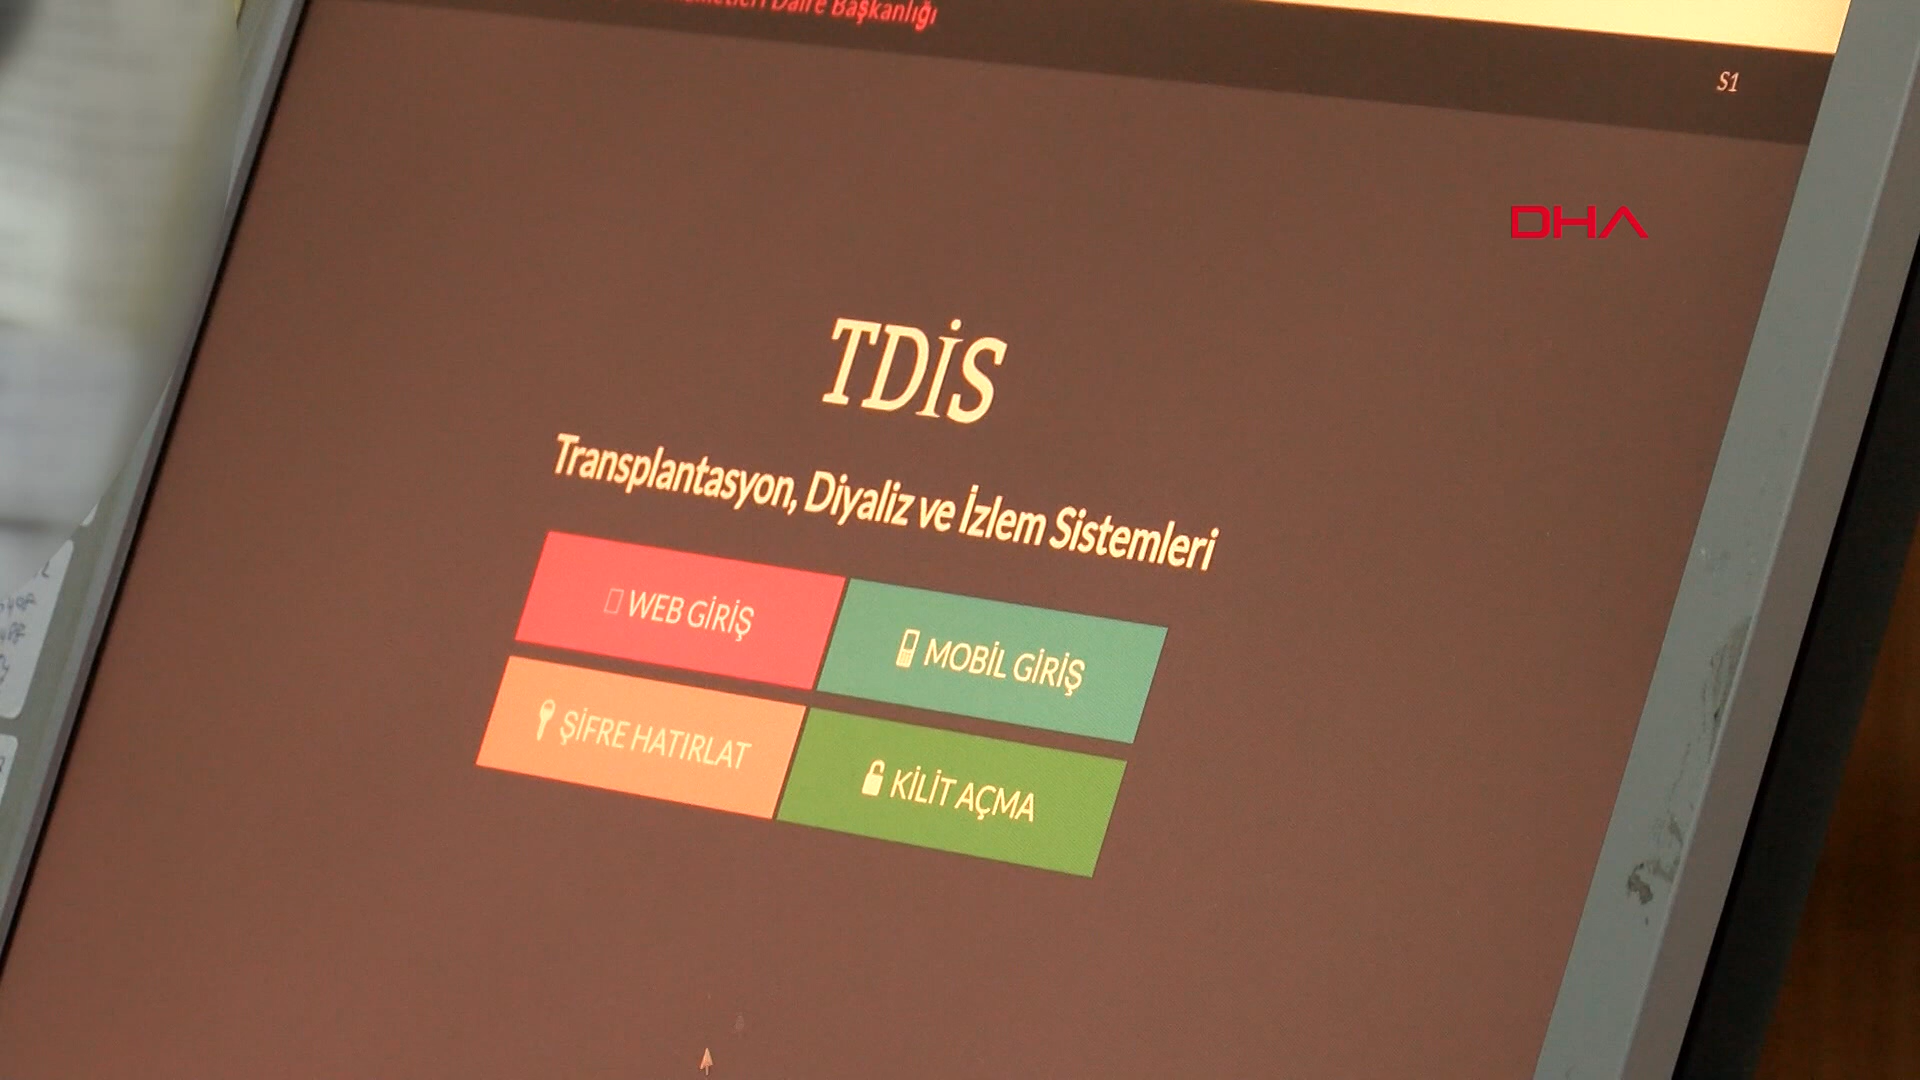 Daire Başkanlığı
S1
DHA
TDİS
Transplantasyon, Diyaliz ve İzlem Sistemleri
WEB GİRİŞ
MOBİL GİRİŞ
ŞİFRE HATIRLAT
KİLİT AÇMA